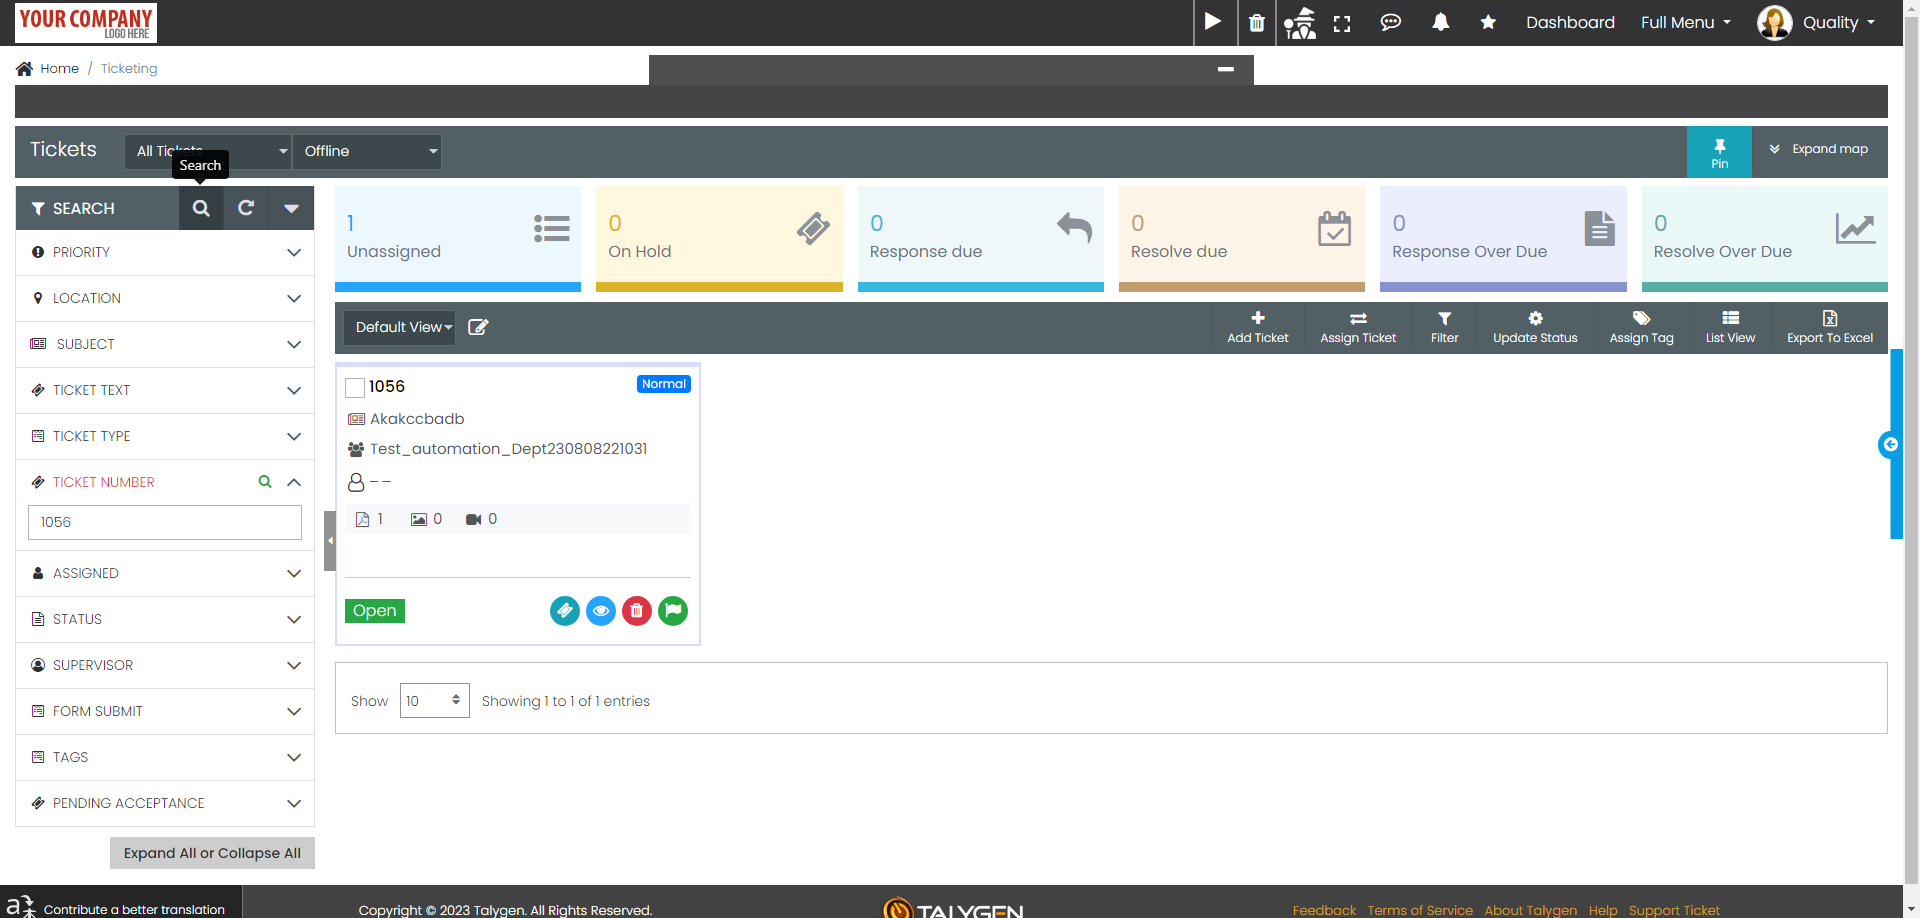 YOUR COMPANY
LOGO HERE
Dashboard
Full Menu
Quality
Home / Ticketing
Tickets
All Tickets
Offline
Search
Pin
Expand map
SEARCH
PRIORITY
LOCATION
SUBJECT
TICKET TEXT
TICKET TYPE
TICKET NUMBER
1056
ASSIGNED
STATUS
SUPERVISOR
FORM SUBMIT
TAGS
PENDING ACCEPTANCE
Expand All or Collapse All
1
Unassigned
0
On Hold
0
Response due
0
Resolve due
0
Response Over Due
0
Resolve Over Due
Default View
Add Ticket
Assign Ticket
Filter
Update Status
Assign Tag
List View
Export To Excel
1056
Normal
Akakccbadb
Test_automation_Dept230808221031
– –
1 0 0
Open
Show 10 Showing 1 to 1 of 1 entries
Contribute a better translation
Copyright © 2023 Talygen. All Rights Reserved.
TALYGEN
Feedback Terms of Service About Talygen Help Support Ticket